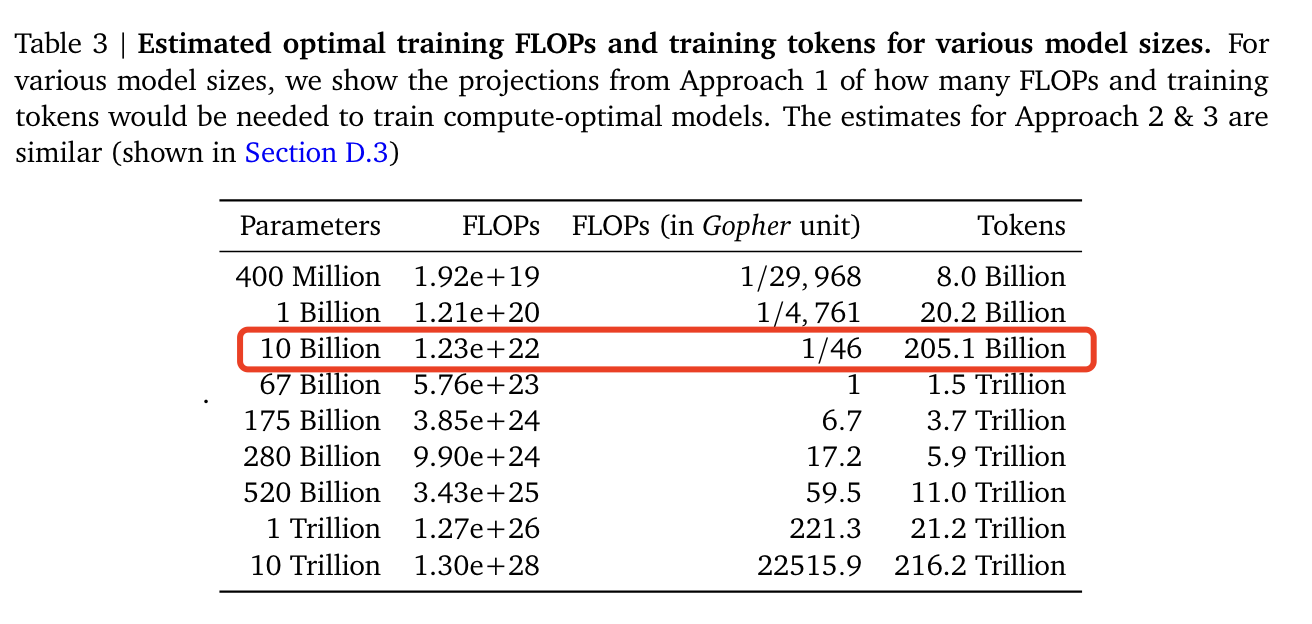 Table 3 | Estimated optimal training FLOPs and training tokens for various model sizes. For
various model sizes, we show the projections from Approach 1 of how many FLOPs and training
tokens would be needed to train compute-optimal models. The estimates for Approach 2 & 3 are
similar (shown in Section D.3)
Parameters FLOPs FLOPs (in Gopher unit) Tokens
400 Million 1.92e+19 1/29,968 8.0 Billion
1 Billion 1.21e+20 1/4,761 20.2 Billion
10 Billion 1.23e+22 1/46 205.1 Billion
67 Billion 5.76e+23 1 1.5 Trillion
175 Billion 3.85e+24 6.7 3.7 Trillion
280 Billion 9.90e+24 17.2 5.9 Trillion
520 Billion 3.43e+25 59.5 11.0 Trillion
1 Trillion 1.27e+26 221.3 21.2 Trillion
10 Trillion 1.30e+28 22515.9 216.2 Trillion